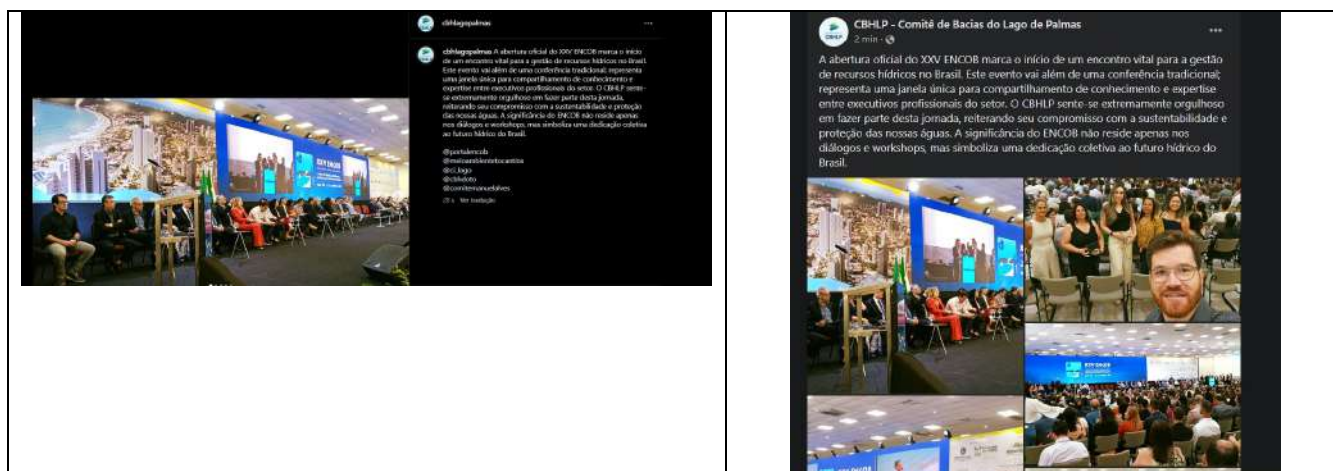 cbhlagopalmas
cbhlagopalmas A abertura oficial do XXV ENCOB marca o início
de um encontro vital para a gestão de recursos hídricos no Brasil.
Este evento vai além de uma conferência tradicional; representa
uma janela única para compartilhamento de conhecimento e
expertise entre executivos profissionais do setor. O CBHLP sente-
se extremamente orgulhoso em fazer parte desta jornada,
reiterando seu compromisso com a sustentabilidade e proteção
das nossas águas. A significância do ENCOB não reside apenas
nos diálogos e workshops, mas simboliza uma dedicação coletiva
ao futuro hídrico do Brasil.
@portalencob
@meioambientetocantins
@comitemanuelalves
Ver tradução
XXV ENCOB
CBHLP - Comitê de Bacias do Lago de Palmas
2 min ·
A abertura oficial do XXV ENCOB marca o início de um encontro vital para a gestão
de recursos hídricos no Brasil. Este evento vai além de uma conferência tradicional;
representa uma janela única para compartilhamento de conhecimento e expertise
entre executivos profissionais do setor. O CBHLP sente-se extremamente orgulhoso
em fazer parte desta jornada, reiterando seu compromisso com a sustentabilidade e
proteção das nossas águas. A significância do ENCOB não reside apenas nos
diálogos e workshops, mas simboliza uma dedicação coletiva ao futuro hídrico do
Brasil.
XXV ENCOB